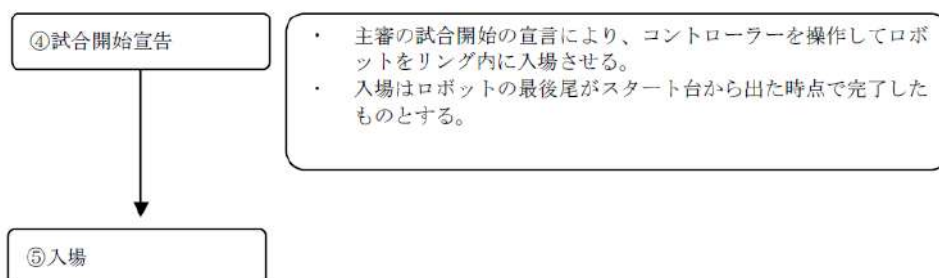 ④試合開始宣告
・ 主審の試合開始の宣言により、コントローラーを操作してロボ
ットをリング内に入場させる。
・ 入場はロボットの最後尾がスタート台から出た時点で完了した
ものとする。
⑤入場